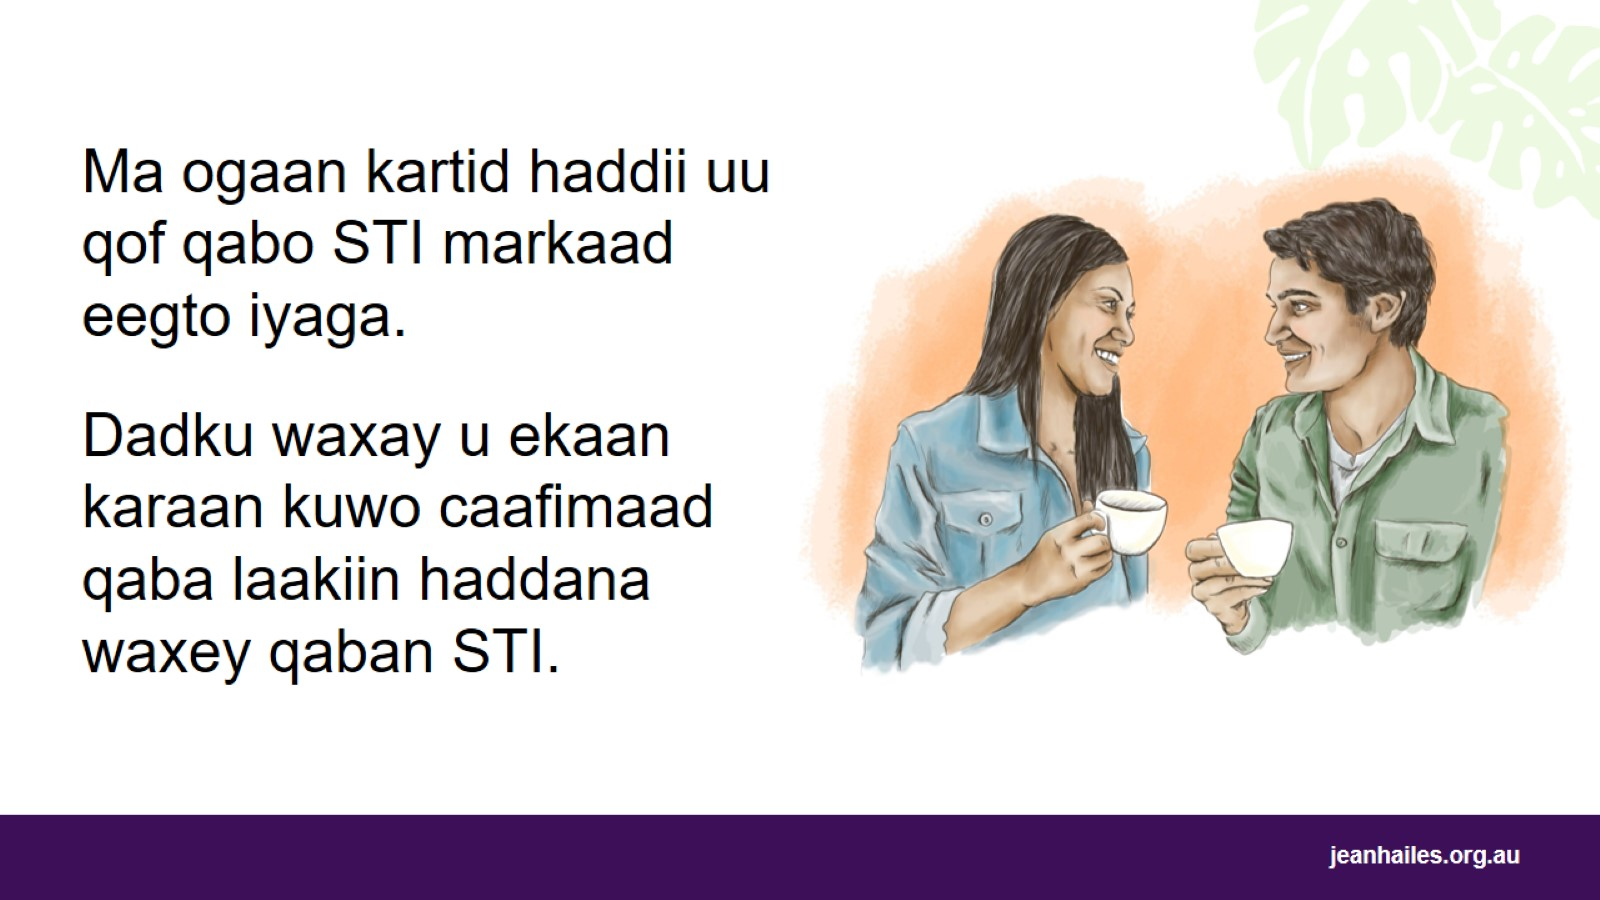 Ma ogaan kartid haddii uu
qof qabo STI markaad
eegto iyaga.
Dadku waxay u ekaan
karaan kuwo caafimaad
qaba laakiin haddana
waxey qaban STI.
jeanhailes.org.au